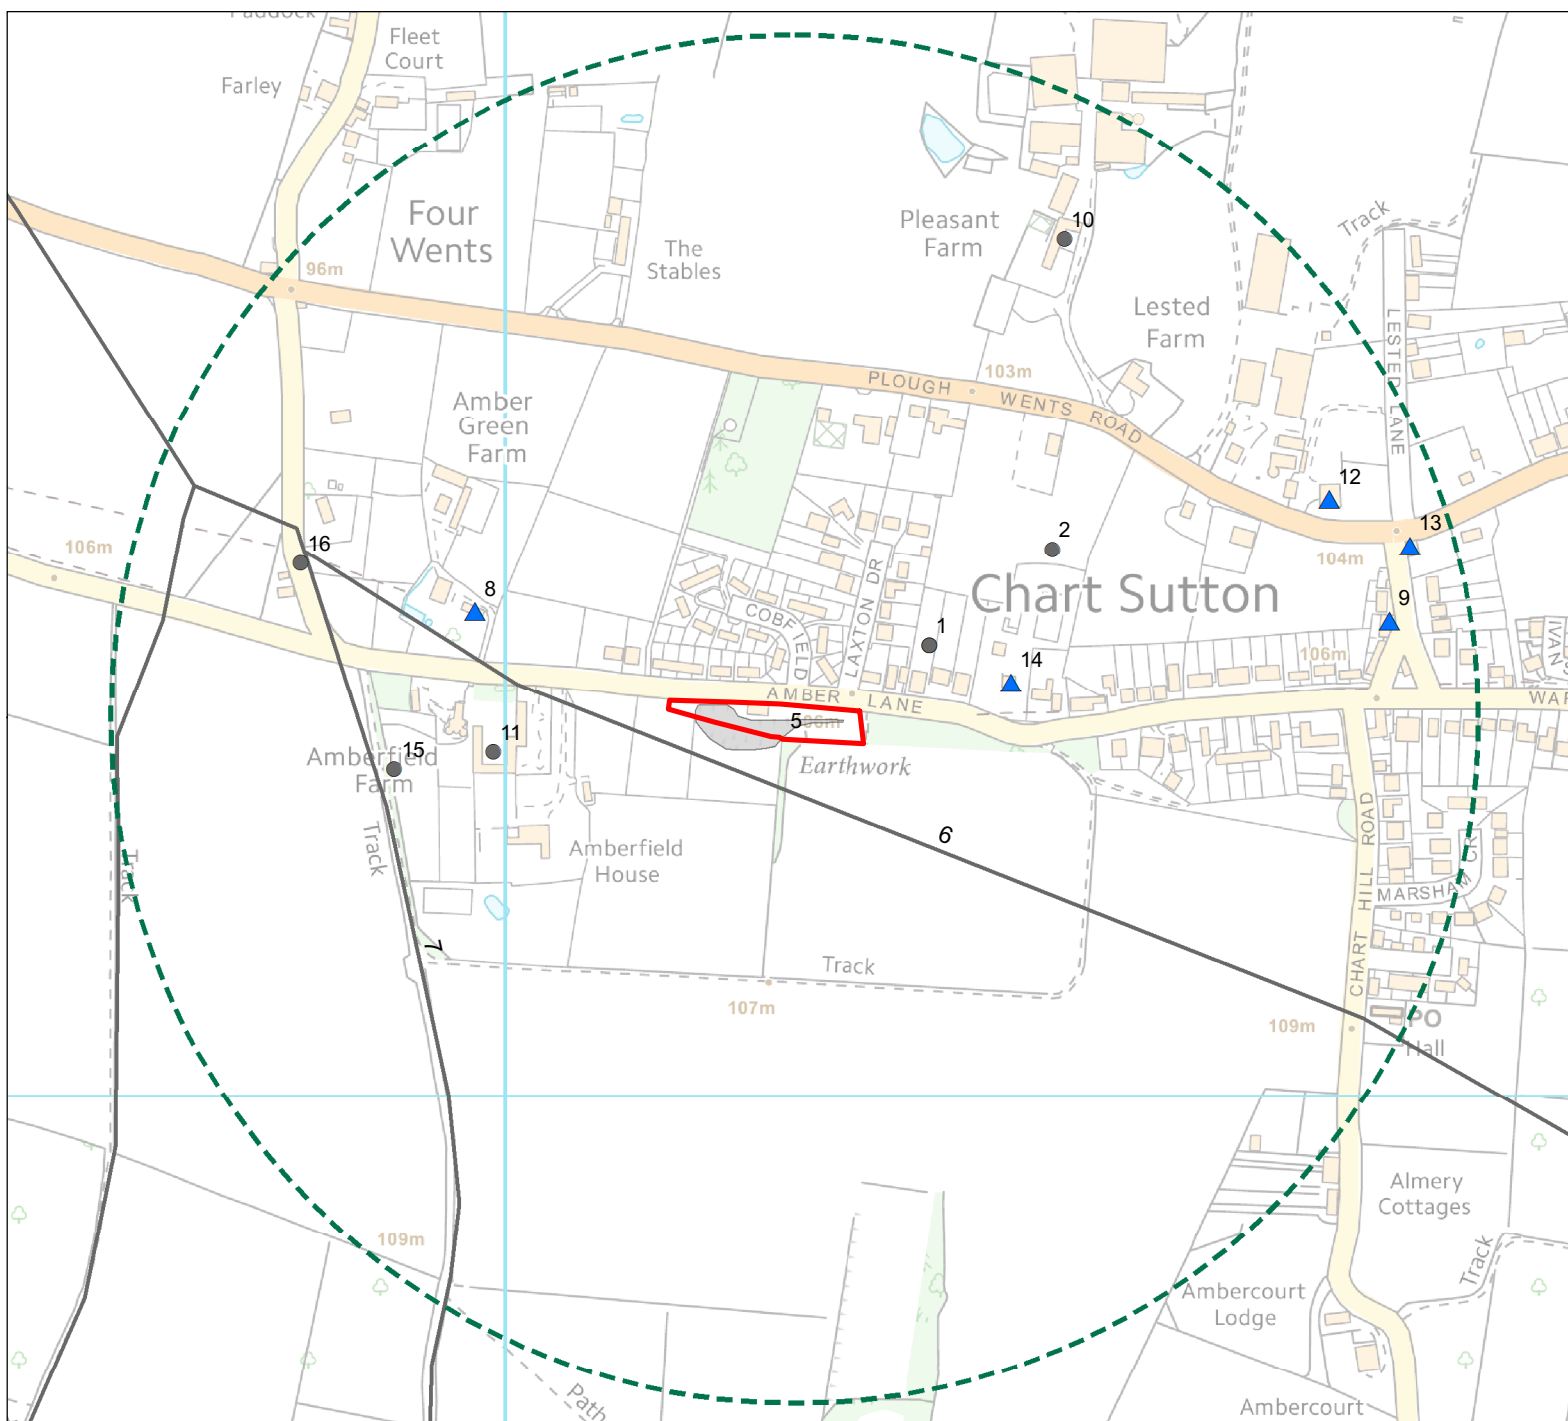 Paddock
Fleet
Court
Farley
Four
Wents
96m
The
Stables
Pleasant
Farm
10
Track
Lested
Farm
LESTED LANE
103m
PLOUGH WENTS ROAD
Amber
Green
Farm
12
13
104m
106m
16
2
Chart Sutton
8
COBFIELD
LAXTON DR
1
14
9
106m
AMBER LANE
5
Earthwork
11
15
Amberfield
Farm
Track
Track
Amberfield
House
6
7
CHART HILL ROAD
MARSHAM CR
Track
107m
109m
PO
Hall
109m
Almery
Cottages
Track
Ambercourt
Lodge
Path
Ambercourt